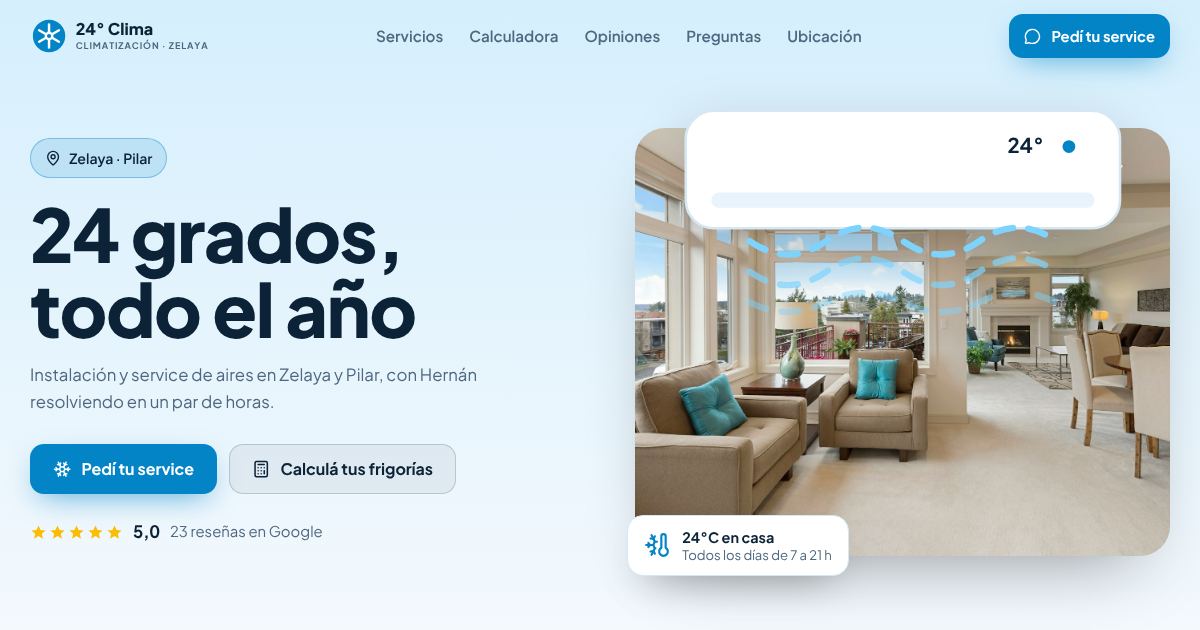 24° Clima
CLIMATIZACIÓN · ZELAYA
Servicios
Calculadora
Opiniones
Preguntas
Ubicación
Pedí tu service
Zelaya · Pilar
24 grados,
todo el año
Instalación y service de aires en Zelaya y Pilar, con Hernán
resolviendo en un par de horas.
Pedí tu service
Calculá tus frigorías
5,0 23 reseñas en Google
24°
24°C en casa
Todos los días de 7 a 21 h